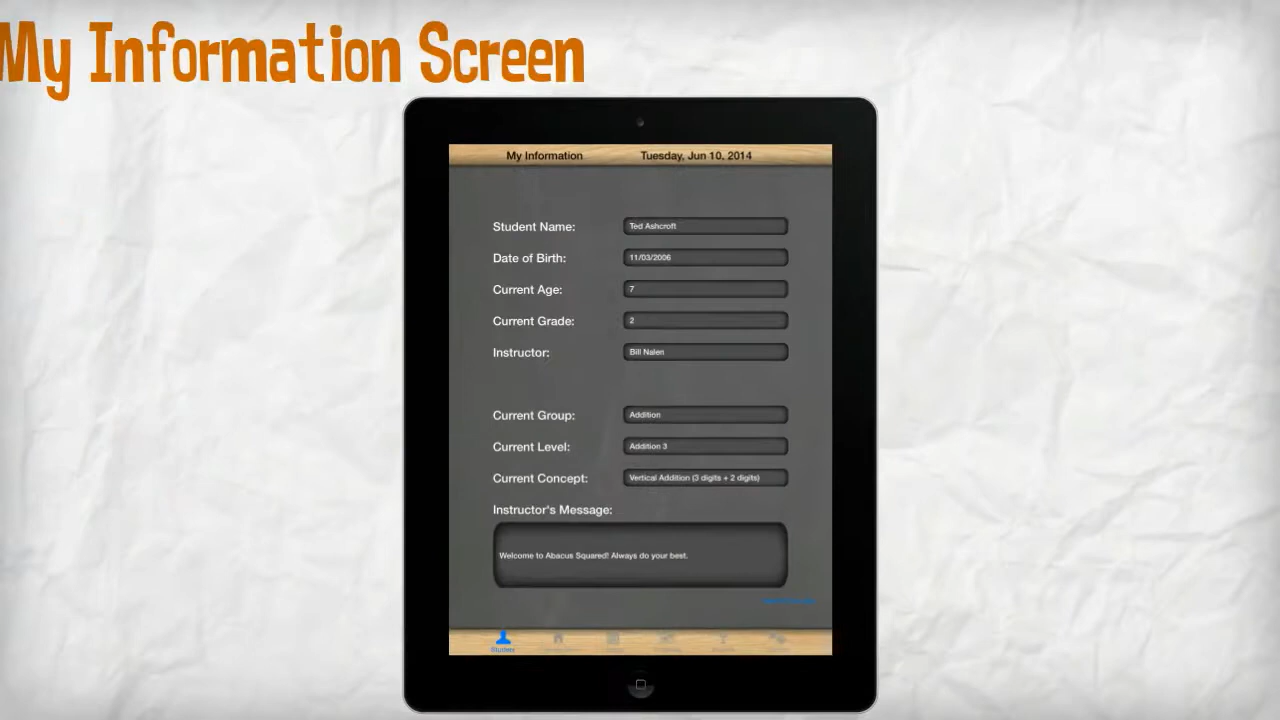 My Information Screen
My Information Tuesday, Jun 10, 2014
Student Name: Ted Ashcroft
Date of Birth: 11/03/2006
Current Age: 7
Current Grade: 2
Instructor: Bill Nalen
Current Group: Addition
Current Level: Addition 3
Current Concept: Vertical Addition (3 digits + 2 digits)
Instructor's Message:
Welcome to Abacus Squared! Always do your best.
Student